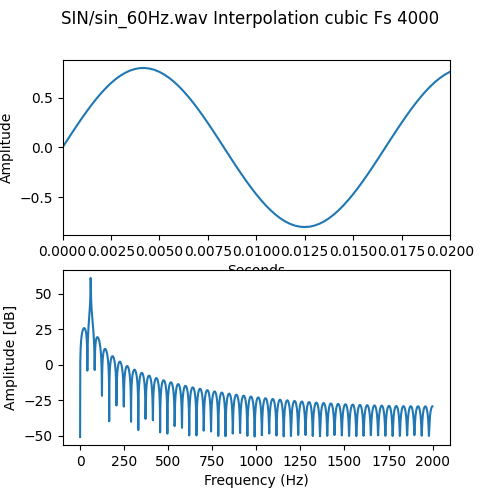 SIN/sin_60Hz.wav Interpolation cubic Fs 4000
Amplitude
0.5
0.0
−0.5
0.0000 0.0025 0.0050 0.0075 0.0100 0.0125 0.0150 0.0175 0.0200
Seconds
Amplitude [dB]
50
25
0
−25
−50
0 250 500 750 1000 1250 1500 1750 2000
Frequency (Hz)